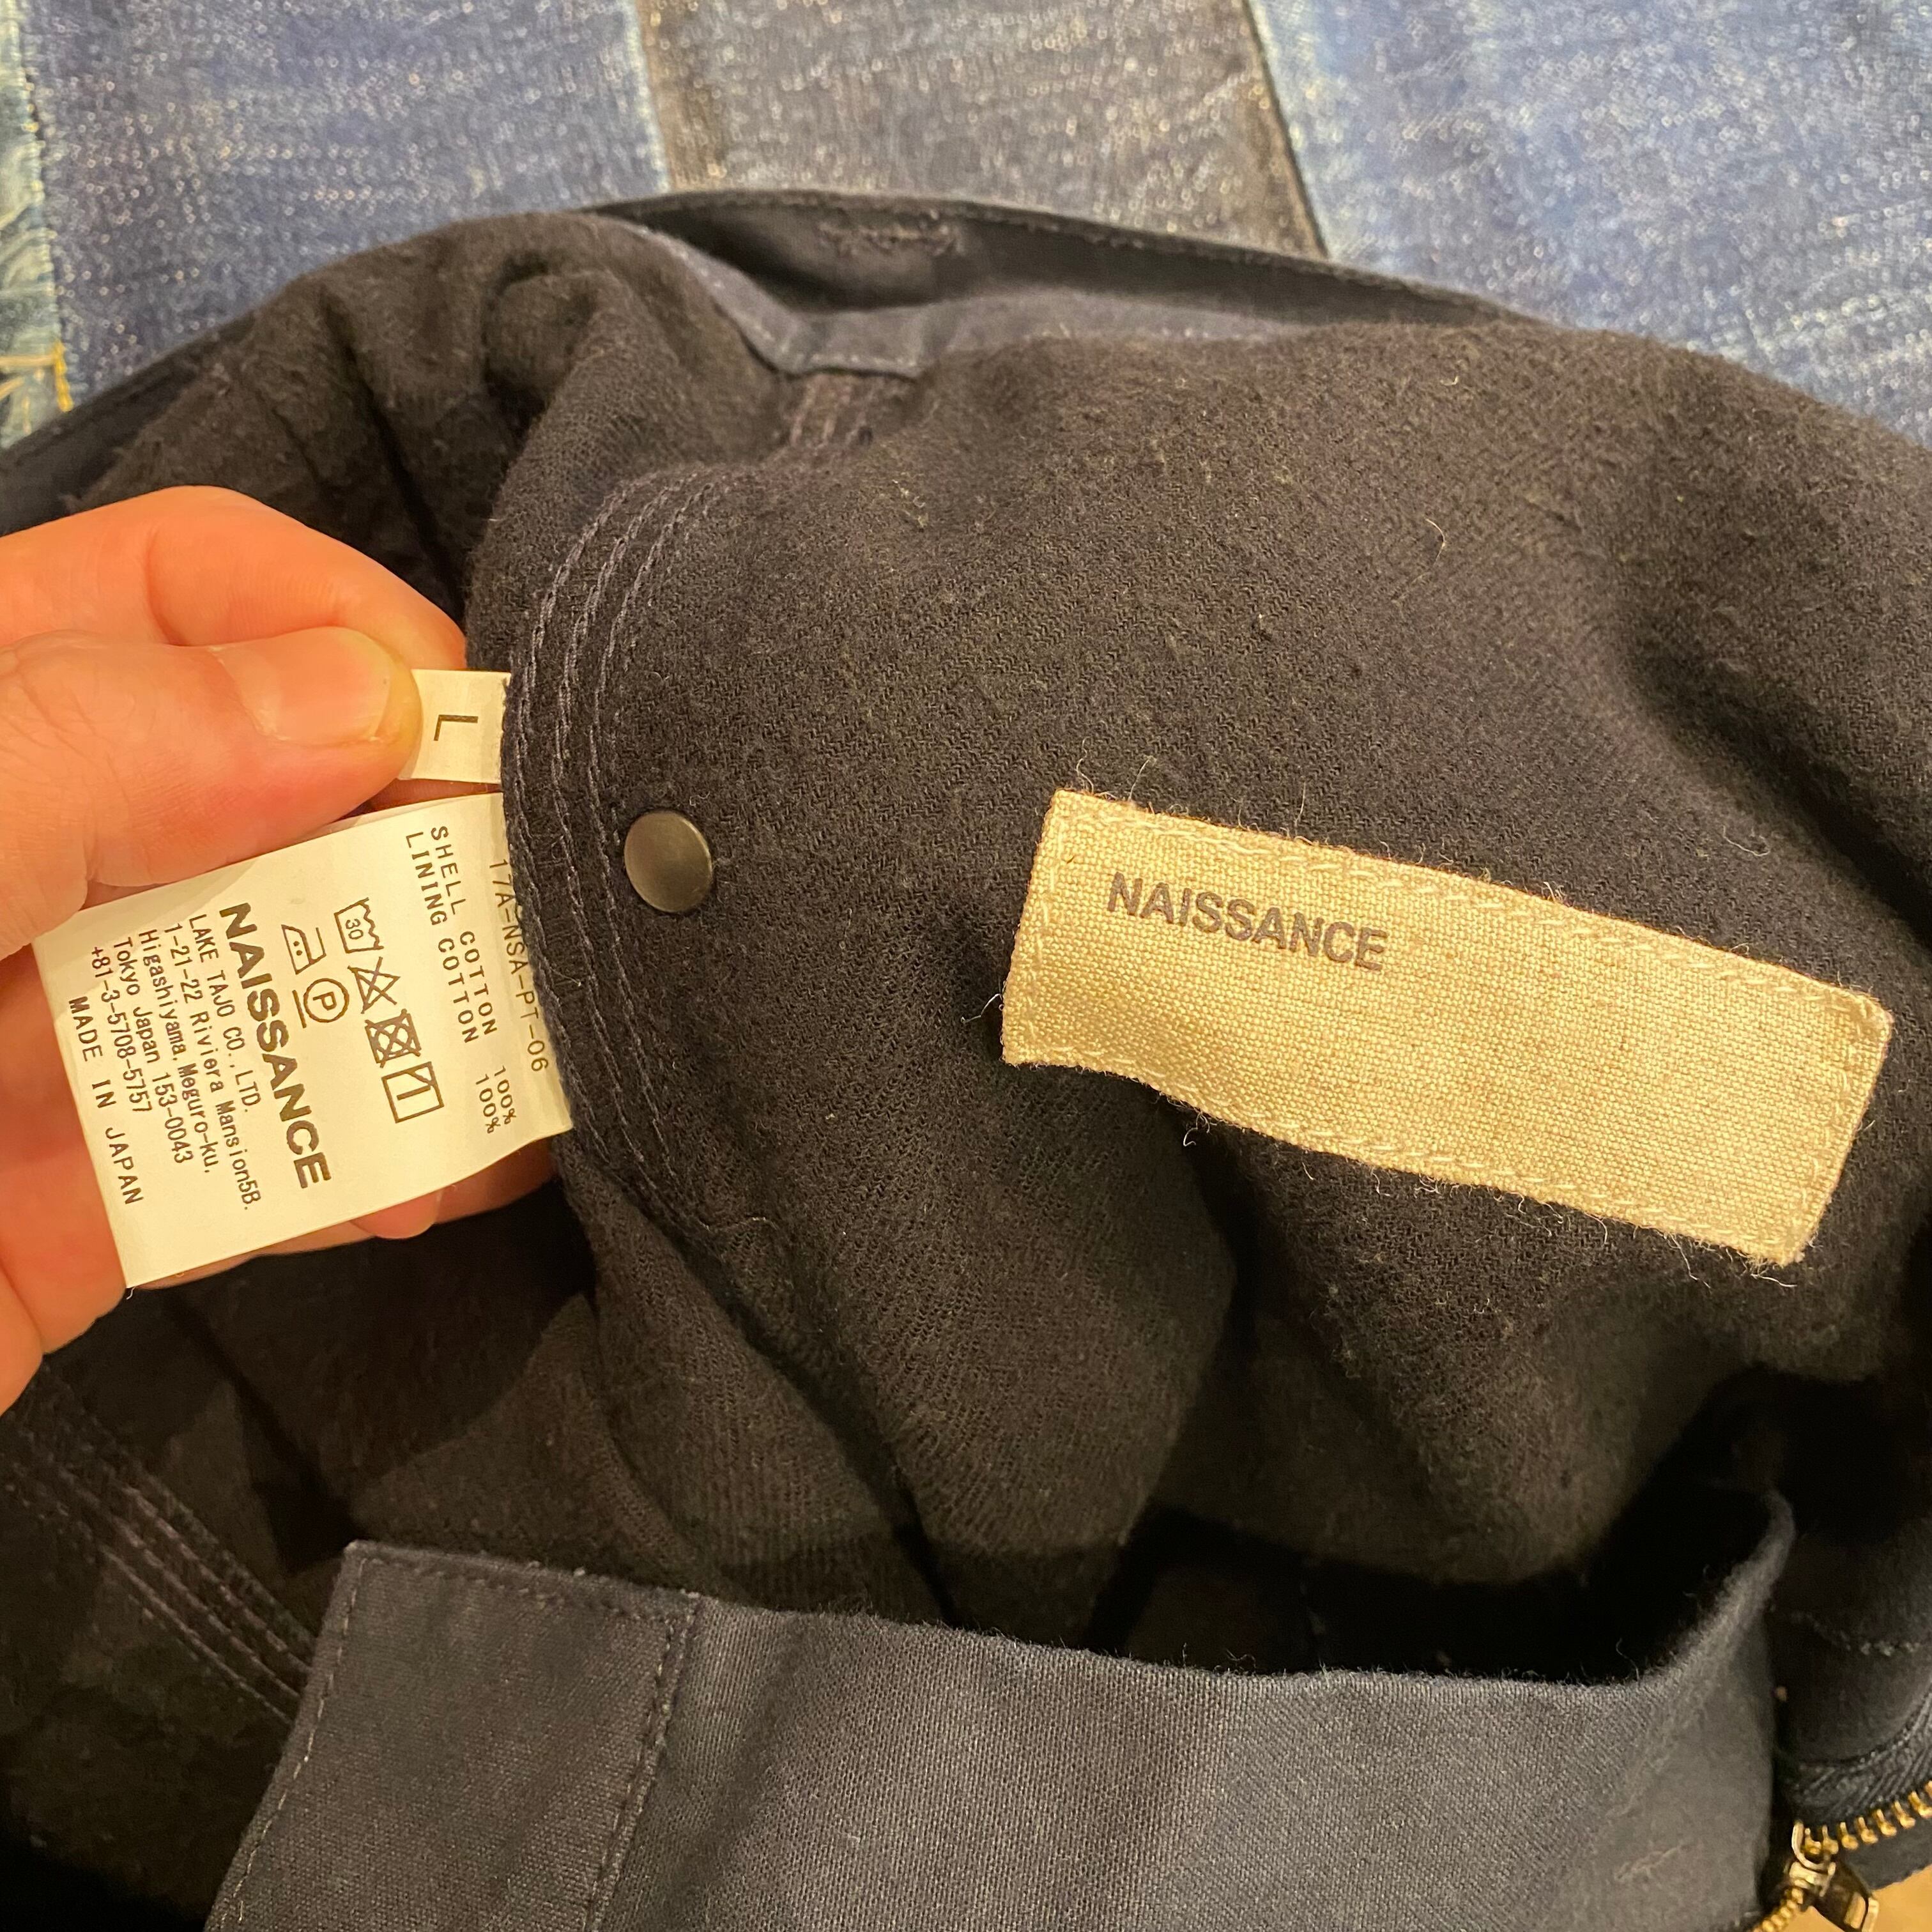 L
17A-NSA-PT-06
SHELL COTTON 100%
LINING COTTON 100%
30
P
NAISSANCE
LAKE TAJO CO.,LTD.
1-21-22 Riviera Mansion5B.
Higashiyama Meguro-ku,
Tokyo Japan 153-0043
+81-3-5708-5757
MADE IN JAPAN
NAISSANCE